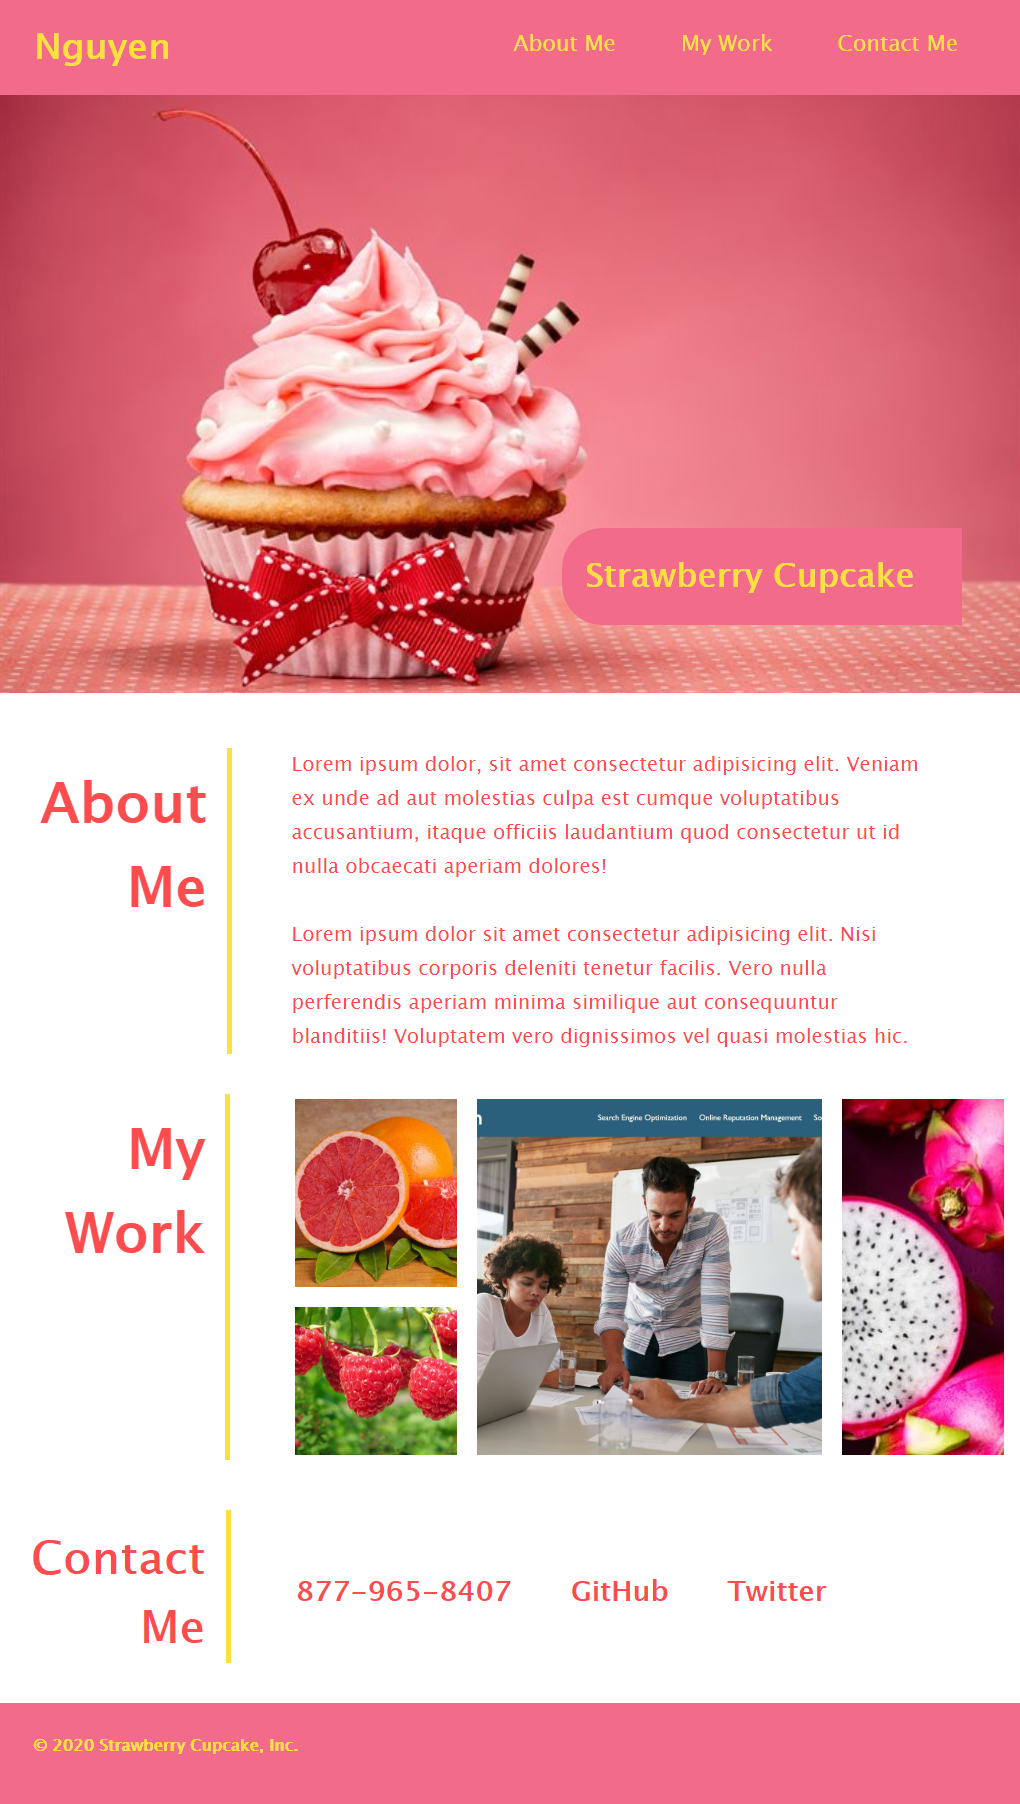 Nguyen
About Me
My Work
Contact Me
Strawberry Cupcake
About
Me
Lorem ipsum dolor, sit amet consectetur adipisicing elit. Veniam
ex unde ad aut molestias culpa est cumque voluptatibus
accusantium, itaque officiis laudantium quod consectetur ut id
nulla obcaecati aperiam dolores!
Lorem ipsum dolor sit amet consectetur adipisicing elit. Nisi
voluptatibus corporis deleniti tenetur facilis. Vero nulla
perferendis aperiam minima similique aut consequuntur
blanditiis! Voluptatem vero dignissimos vel quasi molestias hic.
My
Work
Search Engine Optimization
Online Reputation Management
So
Contact
Me
877-965-8407
GitHub
Twitter
© 2020 Strawberry Cupcake, Inc.